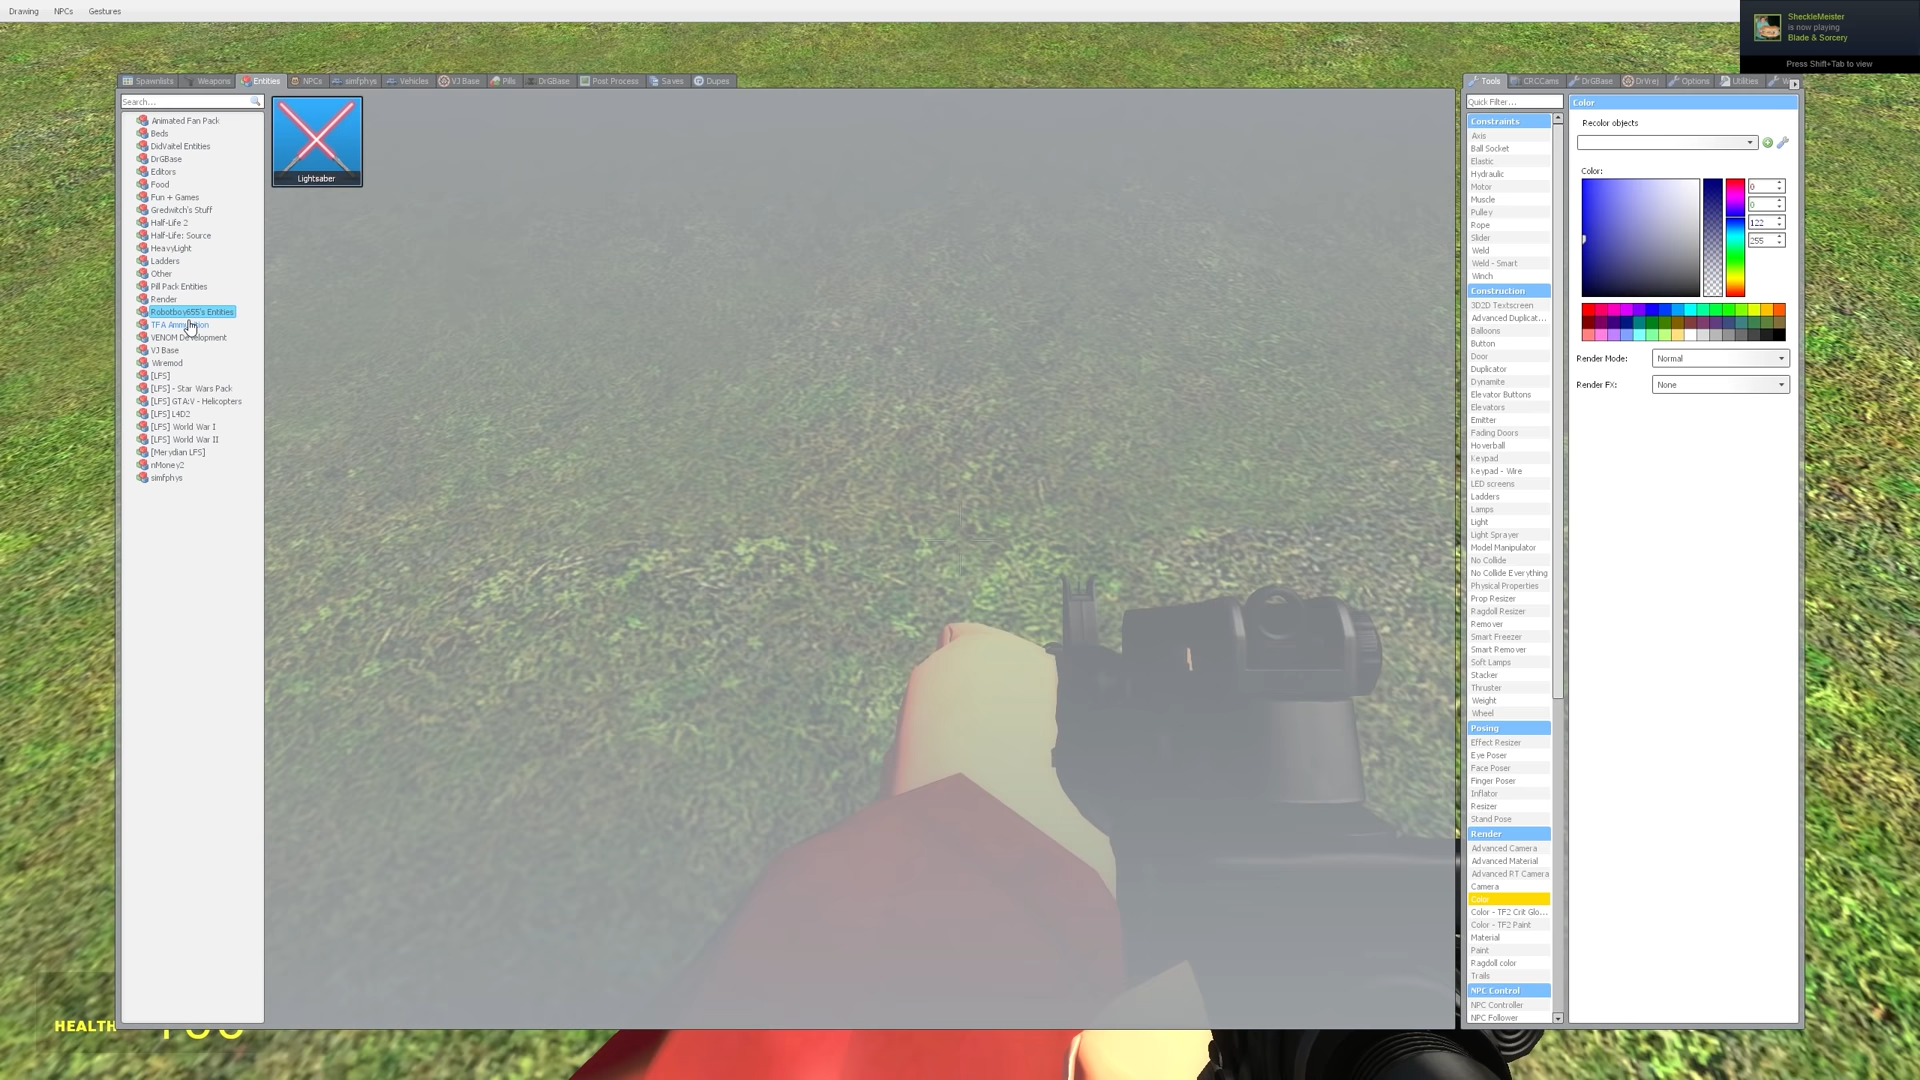 Drawing NPCs Gestures
SheckleMeister
is now playing
Blade & Sorcery
Press Shift+Tab to view
Spawnlists Weapons Entities NPCs simfphys Vehicles VJ Base Pills DrGBase Post Process Saves Dupes
Search...
Animated Fan Pack
Beds
DidVaitel Entities
DrGBase
Editors
Food
Fun + Games
Gredwitch's Stuff
Half-Life 2
Half-Life: Source
HeavyLight
Ladders
Other
Pill Pack Entities
Render
Robotboy655's Entities
TFA
VENOM Development
VJ Base
Wiremod
[LFS]
[LFS] - Star Wars Pack
[LFS] GTA:V - Helicopters
[LFS] L4D2
[LFS] World War I
[LFS] World War II
[Merydian LFS]
nMoney2
simfphys
Lightsaber
HEALTH
Tools CRCCams DrGBase DrVrej Options Utilities
Quick Filter...
Constraints
Axis
Ball Socket
Elastic
Hydraulic
Motor
Muscle
Pulley
Rope
Slider
Weld
Weld - Smart
Winch
Construction
3D2D Textscreen
Advanced Duplicat...
Balloons
Button
Door
Duplicator
Dynamite
Elevator Buttons
Elevators
Emitter
Fading Doors
Hoverball
Keypad
Keypad - Wire
LED screens
Ladders
Lamps
Light
Light Sprayer
Model Manipulator
No Collide
No Collide Everything
Physical Properties
Prop Resizer
Ragdoll Resizer
Remover
Smart Freezer
Smart Remover
Soft Lamps
Stacker
Thruster
Weight
Wheel
Posing
Effect Resizer
Eye Poser
Face Poser
Finger Poser
Inflator
Resizer
Stand Pose
Render
Advanced Camera
Advanced Material
Advanced RT Camera
Camera
Color
Color - TF2 Crit Glo...
Color - TF2 Paint
Material
Paint
Ragdoll color
Trails
NPC Control
NPC Controller
NPC Follower
Color
Recolor objects
Color:
0
0
122
255
Render Mode: Normal
Render FX: None